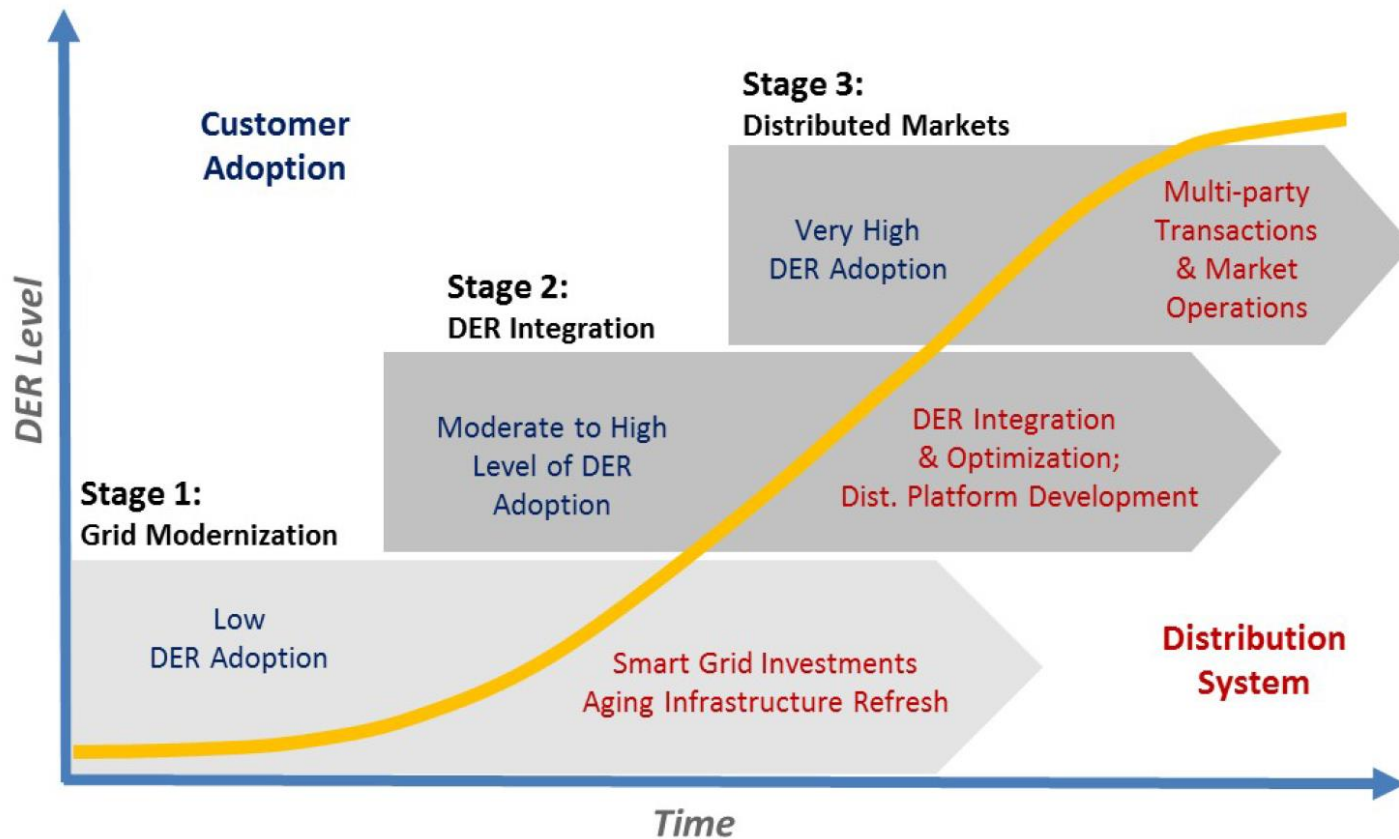 Customer
Adoption
Stage 3:
Distributed Markets
Very High
DER Adoption
Multi-party
Transactions
& Market
Operations
Stage 2:
DER Integration
Moderate to High
Level of DER
Adoption
DER Integration
& Optimization;
Dist. Platform Development
Stage 1:
Grid Modernization
Low
DER Adoption
Smart Grid Investments
Aging Infrastructure Refresh
Distribution
System
DER Level
Time